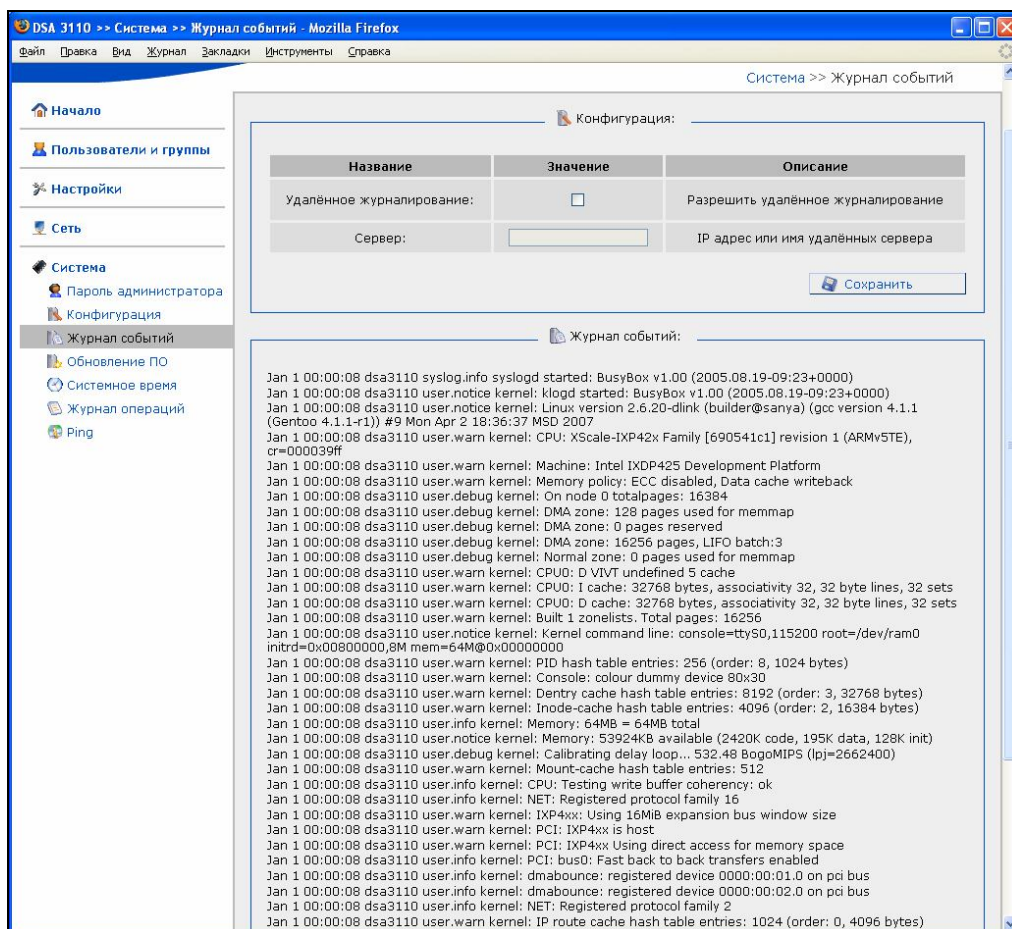 DSA 3110 >> Система >> Журнал событий - Mozilla Firefox
Файл Правка Вид Журнал Закладки Инструменты Справка
Система >> Журнал событий
Начало
Пользователи и группы
Настройки
Сеть
Система
Пароль администратора
Конфигурация
Журнал событий
Обновление ПО
Системное время
Журнал операций
Ping
Конфигурация:
Название Значение Описание
Удалённое журналирование: Разрешить удалённое журналирование
Сервер: IP адрес или имя удалённых сервера
Сохранить
Журнал событий:
Jan 1 00:00:08 dsa3110 syslog.info syslogd started: BusyBox v1.00 (2005.08.19-09:23+0000)
Jan 1 00:00:08 dsa3110 user.notice kernel: klogd started: BusyBox v1.00 (2005.08.19-09:23+0000)
Jan 1 00:00:08 dsa3110 user.notice kernel: Linux version 2.6.20-dlink (builder@sanya) (gcc version 4.1.1
(Gentoo 4.1.1-r1)) #9 Mon Apr 2 18:36:37 MSD 2007
Jan 1 00:00:08 dsa3110 user.warn kernel: CPU: XScale-IXP42x Family [690541c1] revision 1 (ARMv5TE),
cr=000039ff
Jan 1 00:00:08 dsa3110 user.warn kernel: Machine: Intel IXDP425 Development Platform
Jan 1 00:00:08 dsa3110 user.warn kernel: Memory policy: ECC disabled, Data cache writeback
Jan 1 00:00:08 dsa3110 user.debug kernel: On node 0 totalpages: 16384
Jan 1 00:00:08 dsa3110 user.debug kernel: DMA zone: 128 pages used for memmap
Jan 1 00:00:08 dsa3110 user.debug kernel: DMA zone: 0 pages reserved
Jan 1 00:00:08 dsa3110 user.debug kernel: DMA zone: 16256 pages, LIFO batch:3
Jan 1 00:00:08 dsa3110 user.debug kernel: Normal zone: 0 pages used for memmap
Jan 1 00:00:08 dsa3110 user.warn kernel: CPU0: D VIVT undefined 5 cache
Jan 1 00:00:08 dsa3110 user.warn kernel: CPU0: I cache: 32768 bytes, associativity 32, 32 byte lines, 32 sets
Jan 1 00:00:08 dsa3110 user.warn kernel: CPU0: D cache: 32768 bytes, associativity 32, 32 byte lines, 32 sets
Jan 1 00:00:08 dsa3110 user.warn kernel: Built 1 zonelists. Total pages: 16256
Jan 1 00:00:08 dsa3110 user.notice kernel: Kernel command line: console=ttyS0,115200 root=/dev/ram0
initrd=0x00800000,8M mem=64M@0x00000000
Jan 1 00:00:08 dsa3110 user.warn kernel: PID hash table entries: 256 (order: 8, 1024 bytes)
Jan 1 00:00:08 dsa3110 user.warn kernel: Console: colour dummy device 80x30
Jan 1 00:00:08 dsa3110 user.warn kernel: Dentry cache hash table entries: 8192 (order: 3, 32768 bytes)
Jan 1 00:00:08 dsa3110 user.warn kernel: Inode-cache hash table entries: 4096 (order: 2, 16384 bytes)
Jan 1 00:00:08 dsa3110 user.info kernel: Memory: 64MB = 64MB total
Jan 1 00:00:08 dsa3110 user.notice kernel: Memory: 53924KB available (2420K code, 195K data, 128K init)
Jan 1 00:00:08 dsa3110 user.debug kernel: Calibrating delay loop... 532.48 BogoMIPS (lpj=2662400)
Jan 1 00:00:08 dsa3110 user.warn kernel: Mount-cache hash table entries: 512
Jan 1 00:00:08 dsa3110 user.info kernel: CPU: Testing write buffer coherency: ok
Jan 1 00:00:08 dsa3110 user.info kernel: NET: Registered protocol family 16
Jan 1 00:00:08 dsa3110 user.warn kernel: IXP4xx: Using 16MiB expansion bus window size
Jan 1 00:00:08 dsa3110 user.warn kernel: PCI: IXP4xx is host
Jan 1 00:00:08 dsa3110 user.warn kernel: PCI: IXP4xx Using direct access for memory space
Jan 1 00:00:08 dsa3110 user.info kernel: PCI: bus0: Fast back to back transfers enabled
Jan 1 00:00:08 dsa3110 user.info kernel: dmabounce: registered device 0000:00:01.0 on pci bus
Jan 1 00:00:08 dsa3110 user.info kernel: dmabounce: registered device 0000:00:02.0 on pci bus
Jan 1 00:00:08 dsa3110 user.info kernel: NET: Registered protocol family 2
Jan 1 00:00:08 dsa3110 user.warn kernel: IP route cache hash table entries: 1024 (order: 0, 4096 bytes)